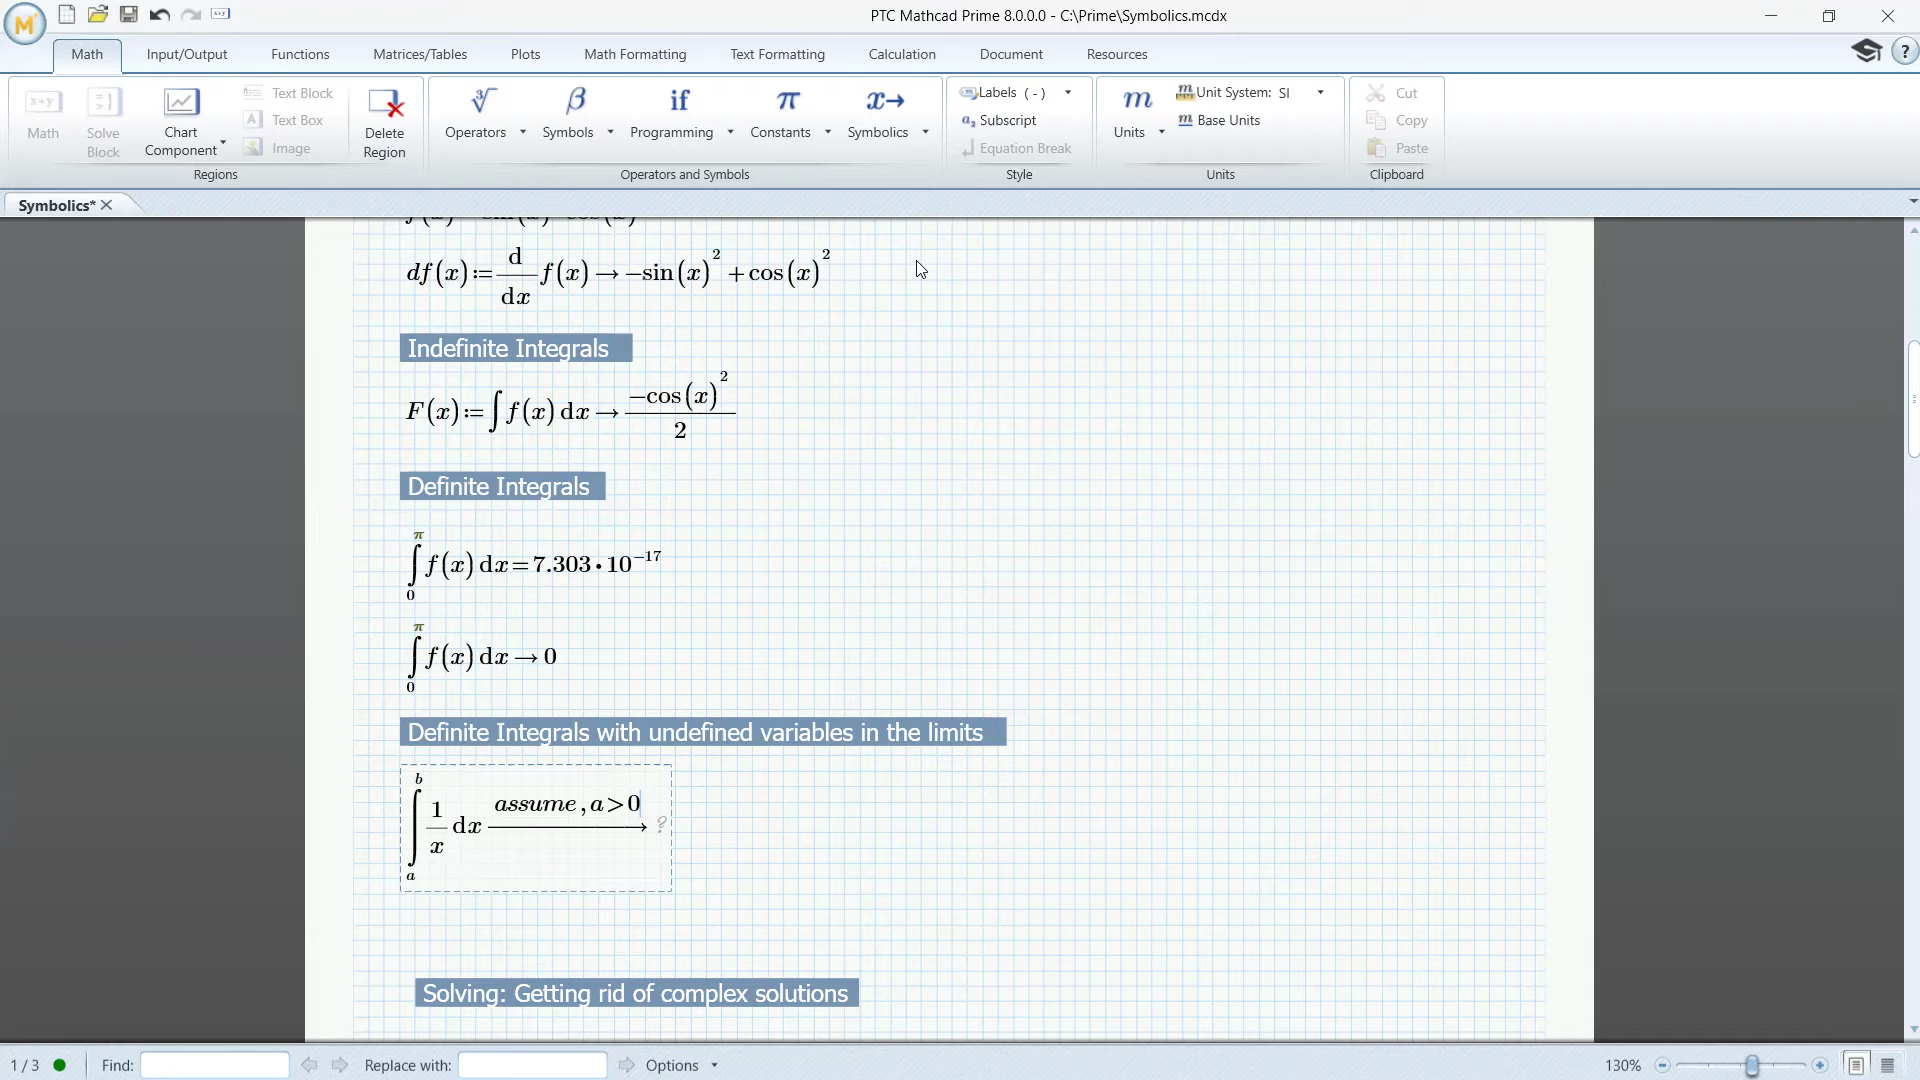 PTC Mathcad Prime 8.0.0.0 - C:\Prime\Symbolics.mcdx
Math Input/Output Functions Matrices/Tables Plots Math Formatting Text Formatting Calculation Document Resources
Math
Solve Block
Chart Component
Text Block
Text Box
Image
Delete Region
Regions
∛ Operators
β Symbols
if Programming
π Constants
x→ Symbolics
Operators and Symbols
Labels ( - )
Subscript
Equation Break
Style
m Units
Unit System: SI
Base Units
Units
Cut
Copy
Paste
Clipboard
Symbolics*
df(x):=d/dx f(x)→−sin(x)^2+cos(x)^2
Indefinite Integrals
F(x):=∫f(x) dx→−cos(x)^2/2
Definite Integrals
∫_0^π f(x) dx=7.303•10^−17
∫_0^π f(x) dx→0
Definite Integrals with undefined variables in the limits
∫_a^b 1/x dx assume , a>0 → ?
Solving: Getting rid of complex solutions
1 / 3 Find: Replace with: Options 130%